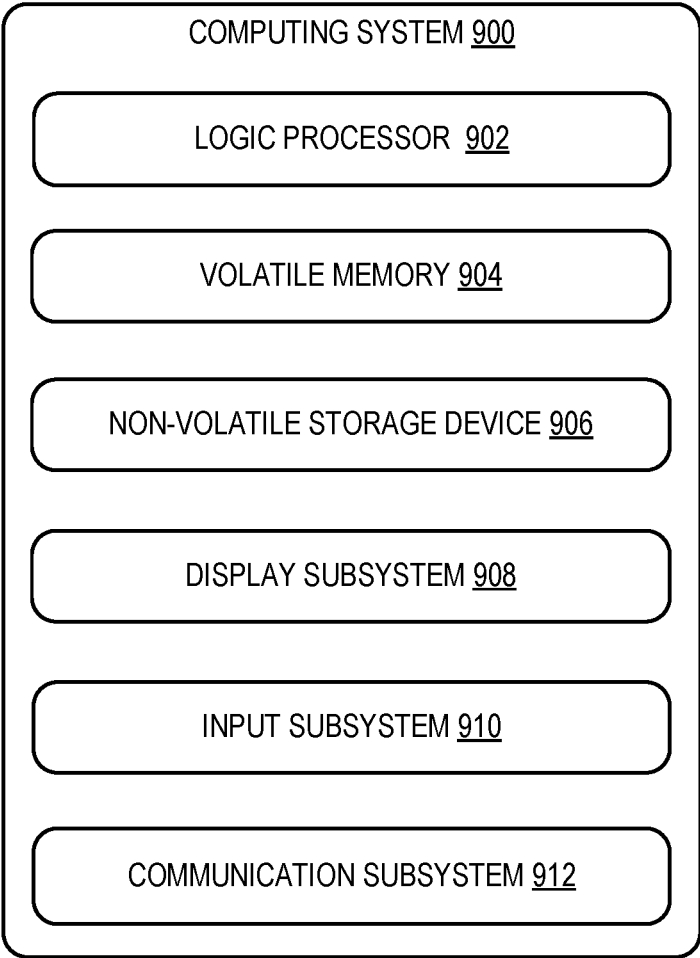 COMPUTING SYSTEM 900
LOGIC PROCESSOR 902
VOLATILE MEMORY 904
NON-VOLATILE STORAGE DEVICE 906
DISPLAY SUBSYSTEM 908
INPUT SUBSYSTEM 910
COMMUNICATION SUBSYSTEM 912